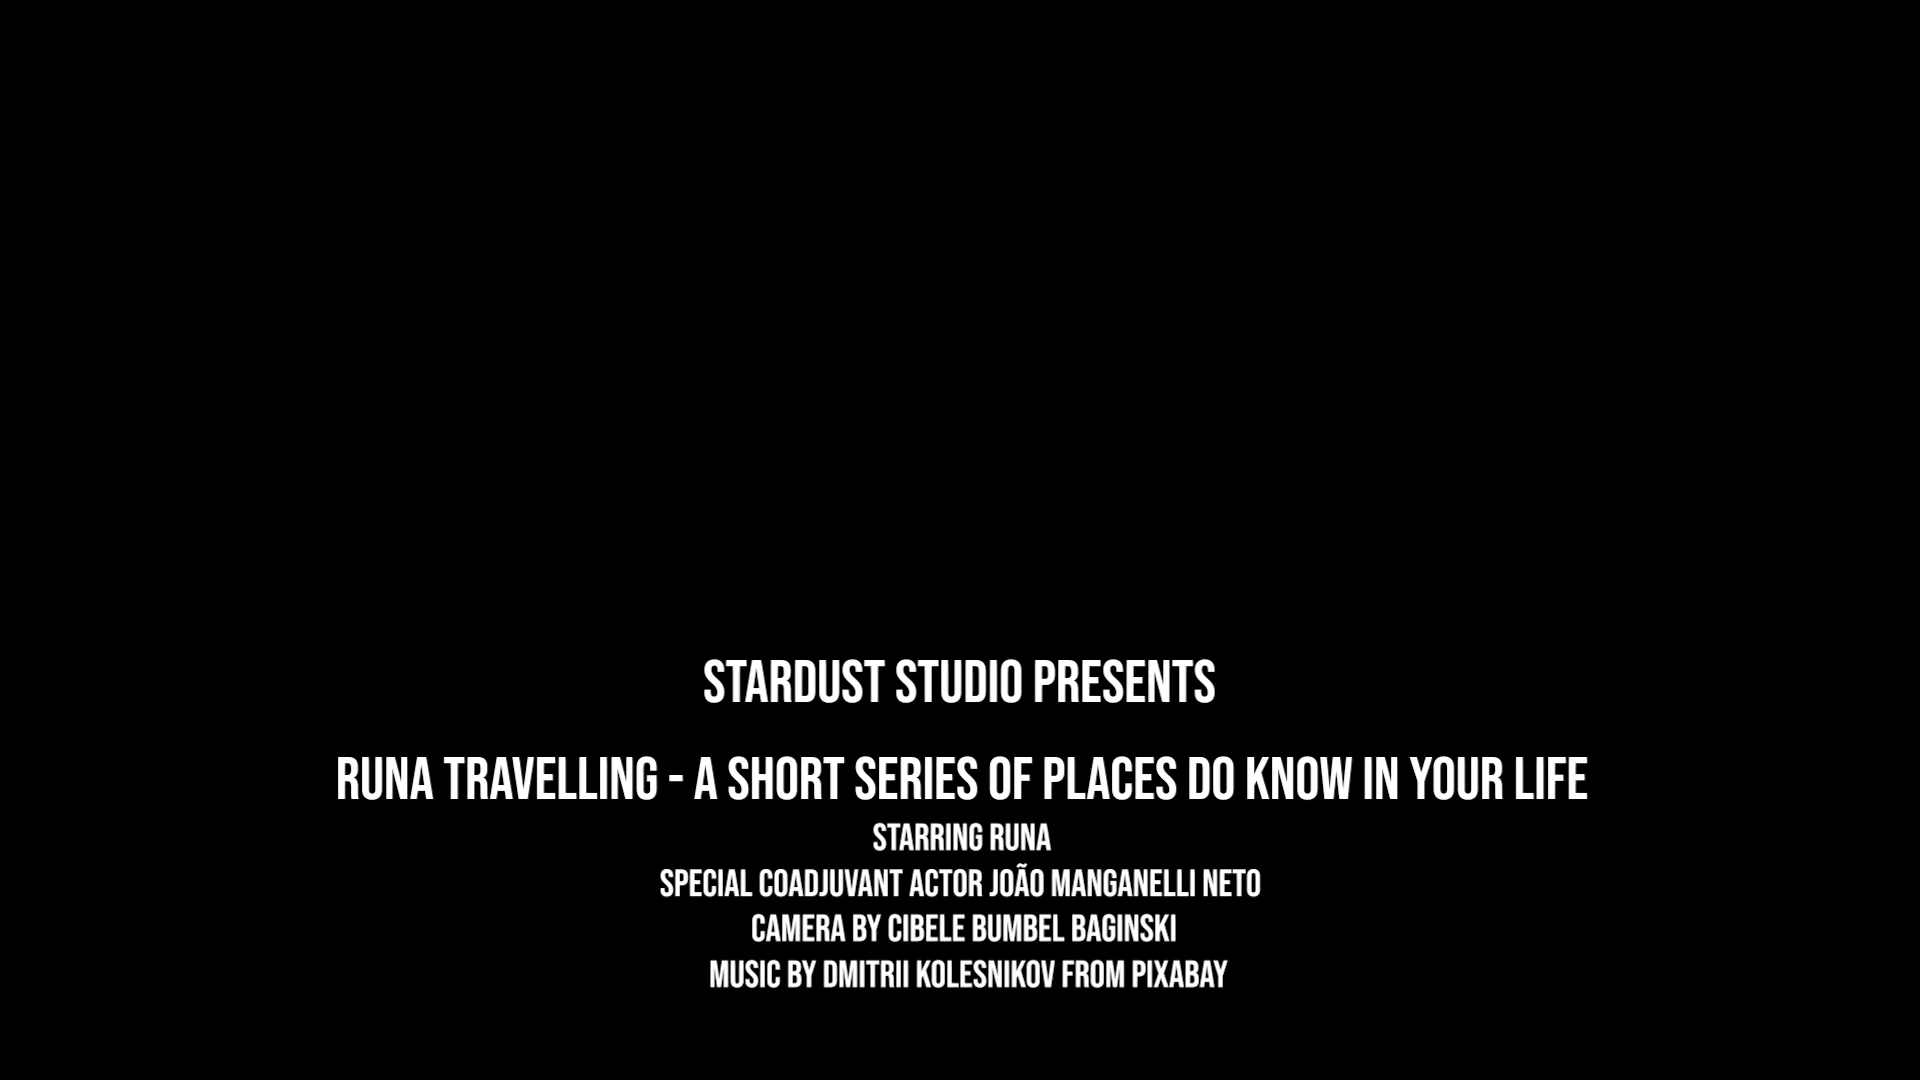 STARDUST STUDIO PRESENTS
RUNA TRAVELLING - A SHORT SERIES OF PLACES DO KNOW IN YOUR LIFE
STARRING RUNA
SPECIAL COADJUVANT ACTOR JOÃO MANGANELLI NETO
CAMERA BY CIBELE BUMBEL BAGINSKI
MUSIC BY DMITRII KOLESNIKOV FROM PIXABAY